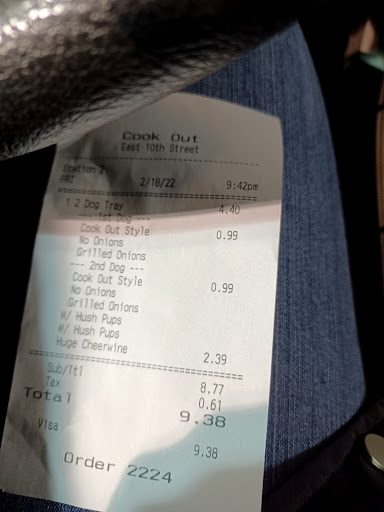 Cook Out
East 10th Street
Station 2
FRI 2/18/22 9:42pm
1 2 Dog Tray 4.40
--- 1st Dog ---
Cook Out Style 0.99
No Onions
Grilled Onions
--- 2nd Dog ---
Cook Out Style 0.99
No Onions
Grilled Onions
W/ Hush Pups
W/ Hush Pups
Huge Cheerwine 2.39
Sub/Ttl 8.77
Tax 0.61
Total 9.38
Visa 9.38
Order 2224